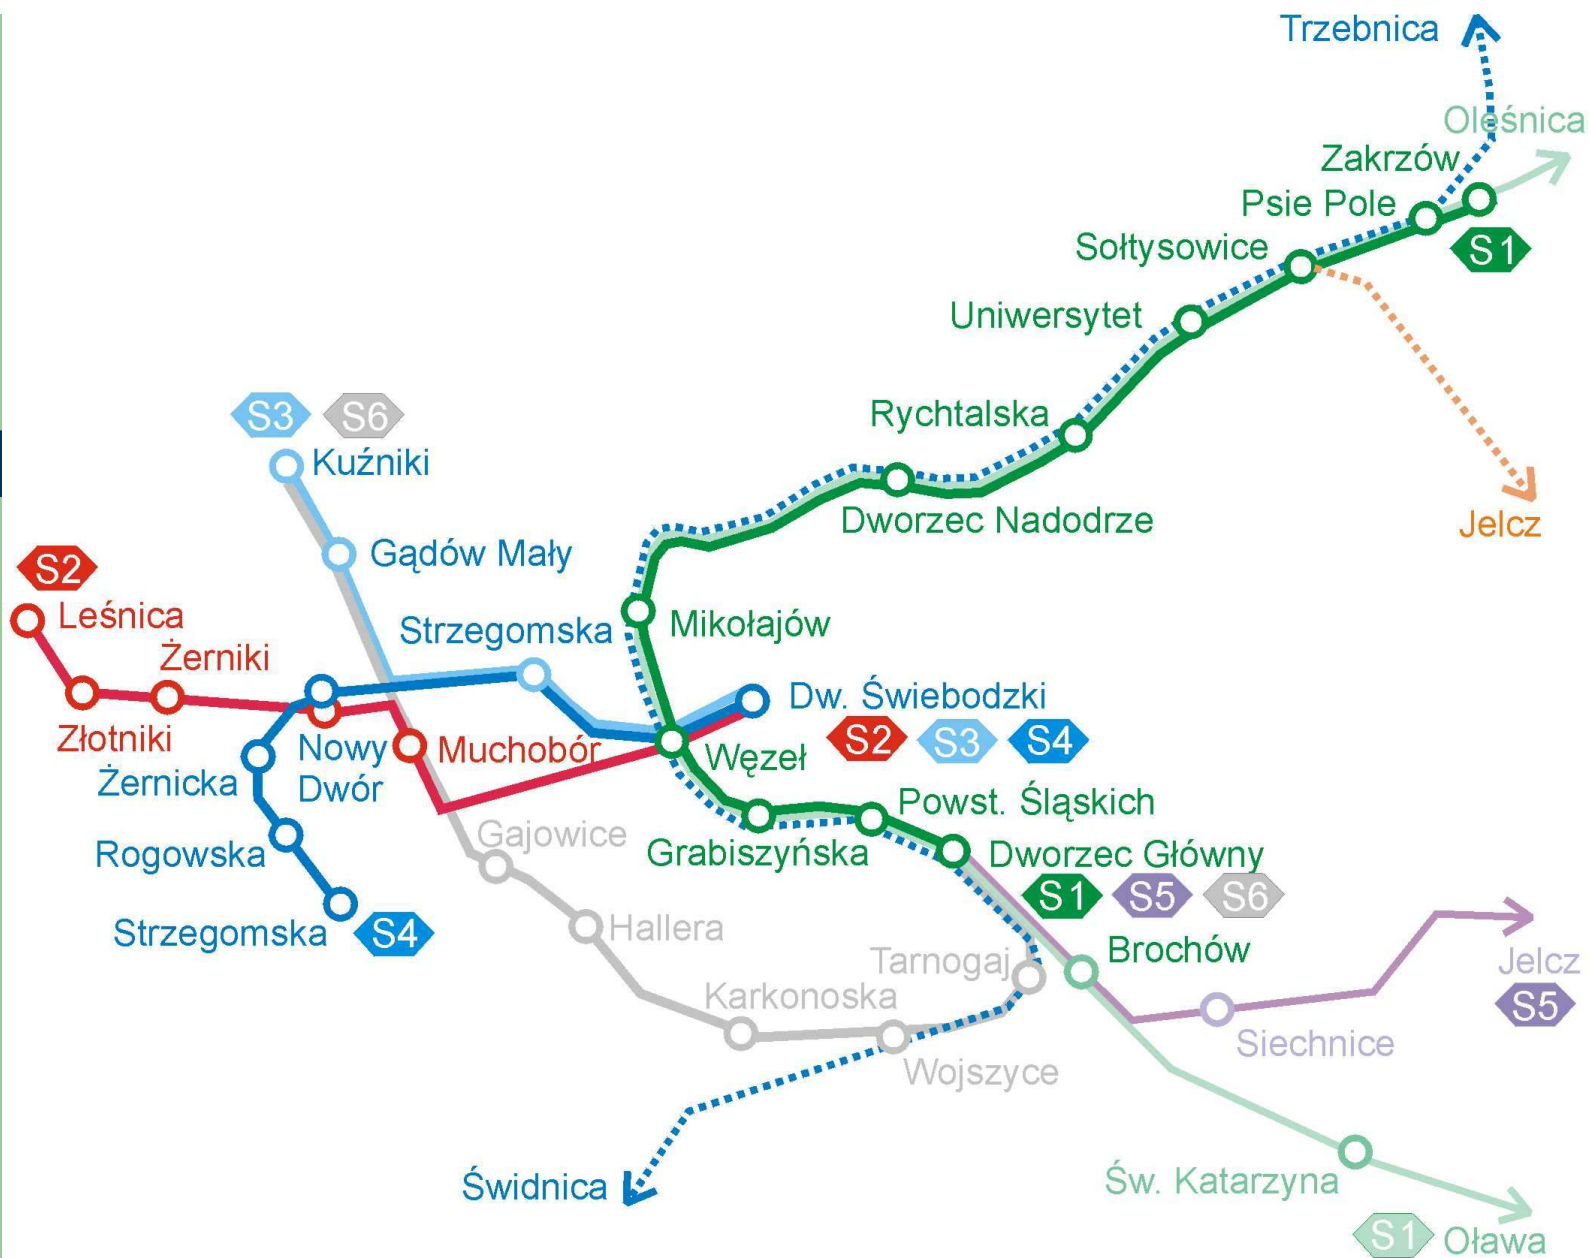 Trzebnica
Oleśnica
Zakrzów
Psie Pole
S1
Sołtysowice
Uniwersytet
Rychtalska
S3 S6
Kuźniki
Dworzec Nadodrze
Jelcz
Gądów Mały
S2
Leśnica
Strzegomska
Mikołajów
Żerniki
Dw. Świebodzki
S2 S3 S4
Złotniki
Nowy
Dwór
Muchobór
Węzeł
Żernicka
Powst. Śląskich
Gajowice
Rogowska
Grabiszyńska
Dworzec Główny
S1 S5 S6
Strzegomska
S4
Hallera
Tarnogaj
Brochów
Jelcz
S5
Karkonoska
Siechnice
Wojszyce
Świdnica
Św. Katarzyna
S1 Oława